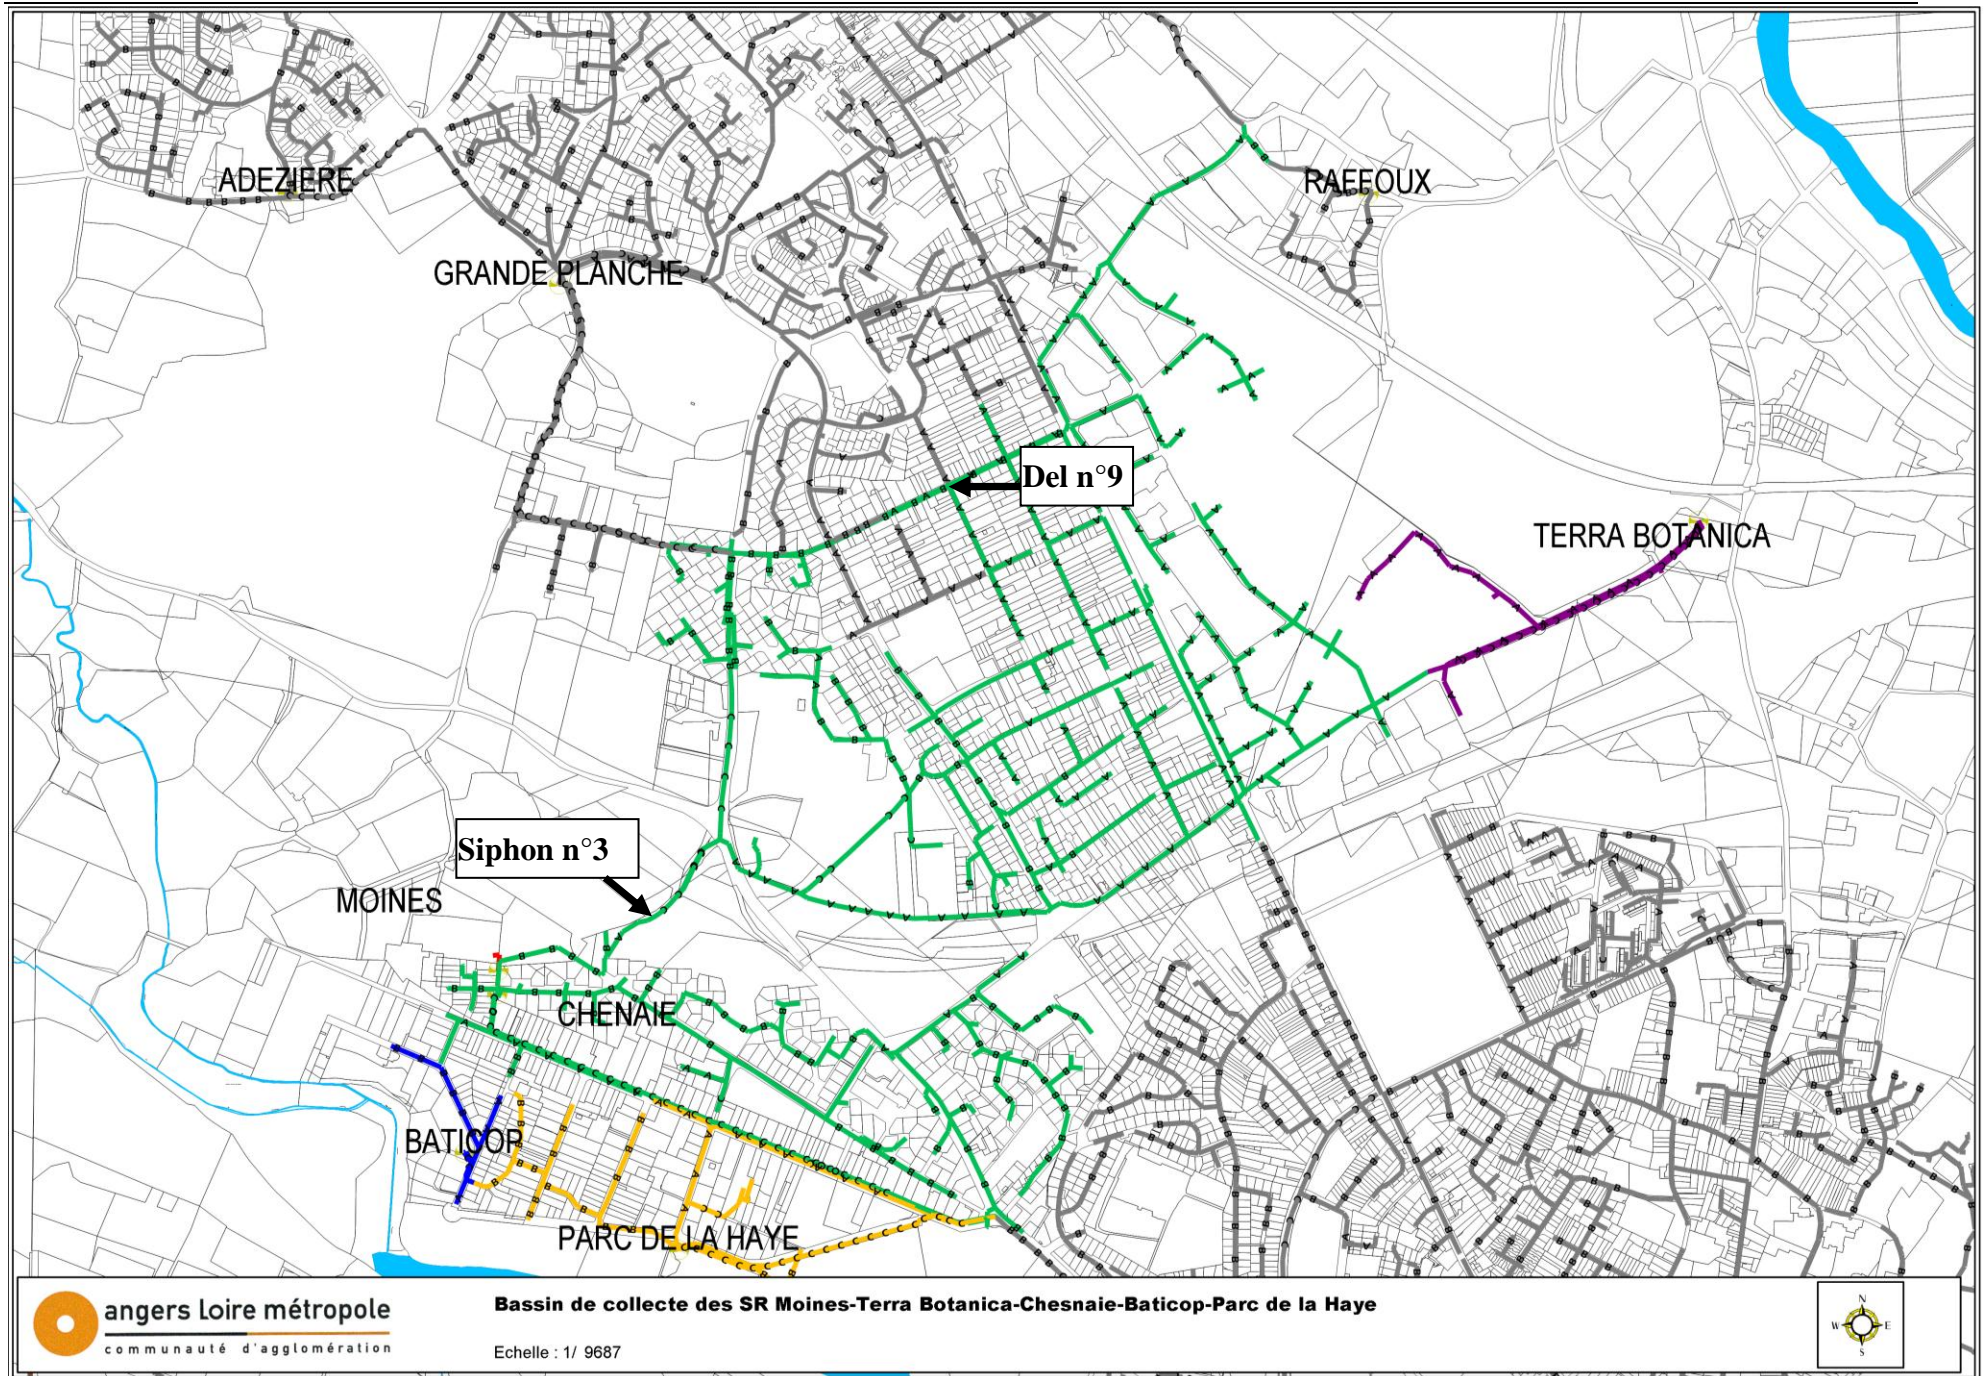 ADEZIERE
RAFFOUX
GRANDE PLANCHE
Del n°9
TERRA BOTANICA
Siphon n°3
MOINES
CHENAIE
BATICOP
PARC DE LA HAYE
angers Loire métropole
communauté d'agglomération
Bassin de collecte des SR Moines-Terra Botanica-Chesnaie-Baticop-Parc de la Haye
Echelle : 1/ 9687
N
W E
S